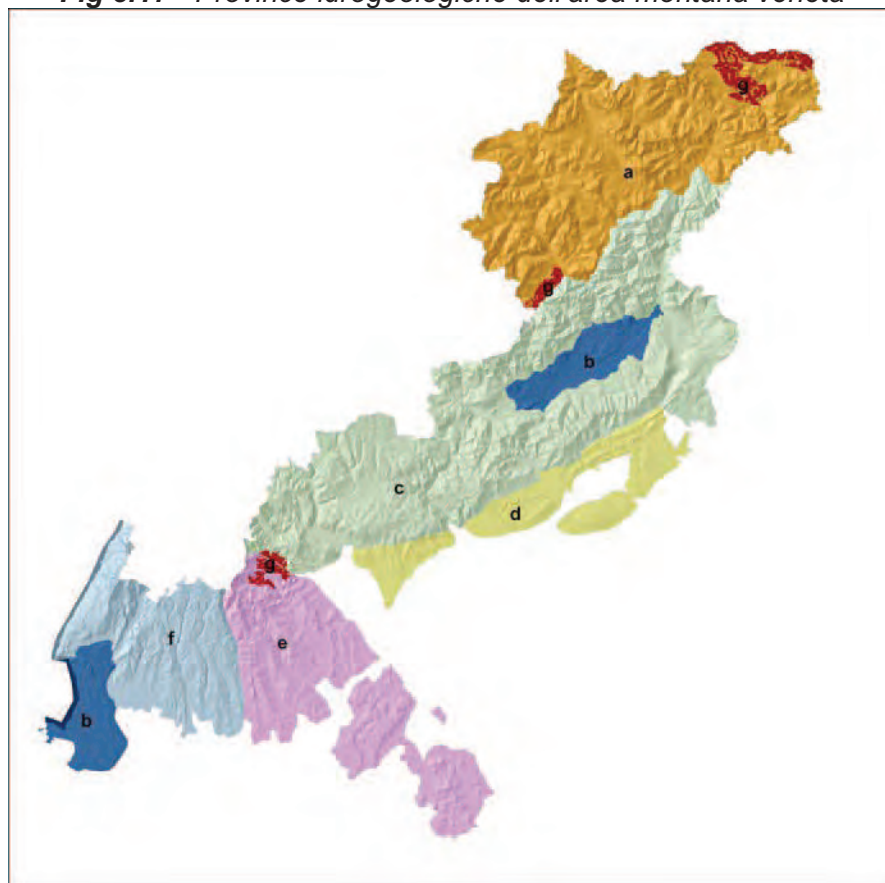 Province idrogeologiche dell'area montana veneta
g
a
g
b
c
d
g
f
e
b